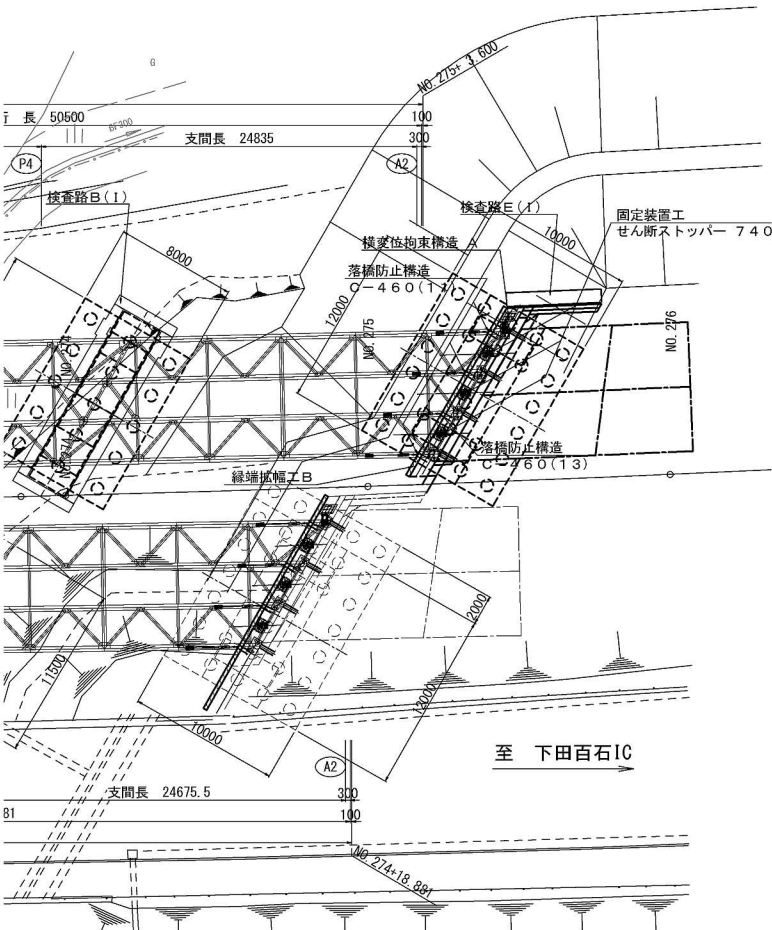 G
NO.275+ 3.600
桁 長 50500
100
BF300
支間長 24835
300
P4
A2
検査路B(I)
検査路E(I)
固定装置工
せん断ストッパー 740
10000
横変位拘束構造 A
8000
落橋防止構造
C-460(11)
12000
NO.275
NO.276
落橋防止構造
C-460(13)
縁端拡幅工B
2000
11500
12000
10000
至 下田百石IC
A2
支間長 24675.5
300
81
100
NO.274+18.881